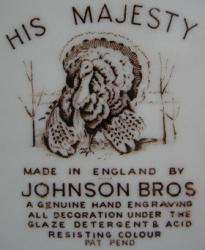 HIS MAJESTY
MADE IN ENGLAND BY
JOHNSON BROS
A GENUINE HAND ENGRAVING
ALL DECORATION UNDER THE
GLAZE DETERGENT & ACID
RESISTING COLOUR
PAT PEND